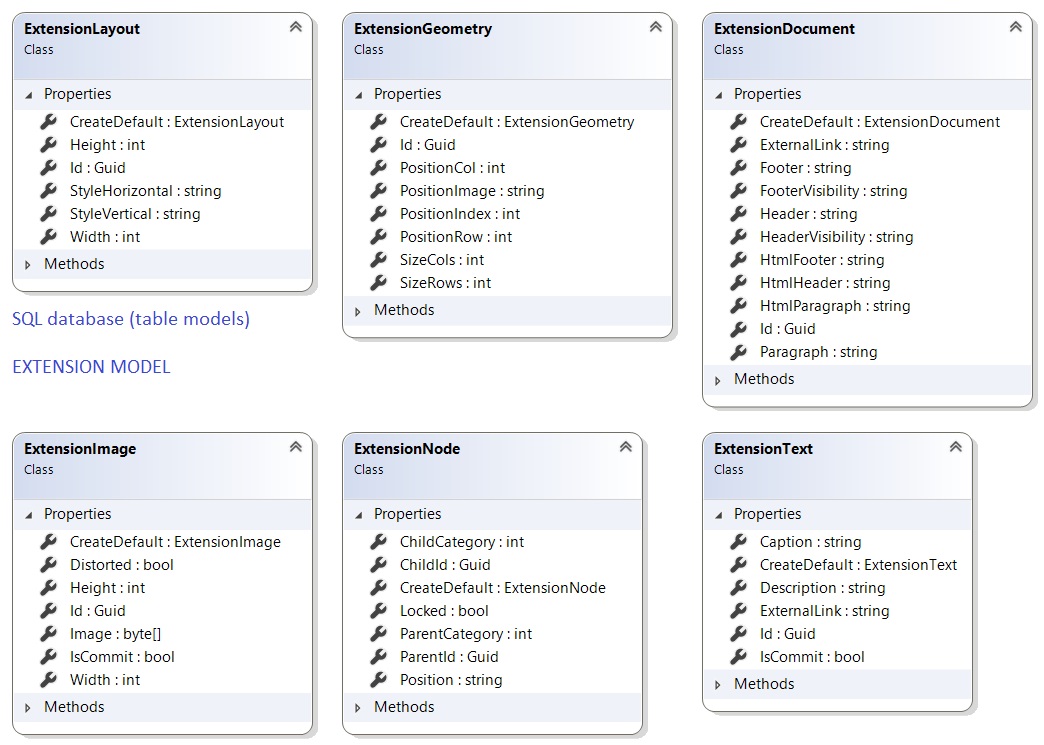 ExtensionLayout
Class
Properties
CreateDefault : ExtensionLayout
Height : int
Id : Guid
StyleHorizontal : string
StyleVertical : string
Width : int
Methods
ExtensionGeometry
Class
Properties
CreateDefault : ExtensionGeometry
Id : Guid
PositionCol : int
PositionImage : string
PositionIndex : int
PositionRow : int
SizeCols : int
SizeRows : int
Methods
ExtensionDocument
Class
Properties
CreateDefault : ExtensionDocument
ExternalLink : string
Footer : string
FooterVisibility : string
Header : string
HeaderVisibility : string
HtmlFooter : string
HtmlHeader : string
HtmlParagraph : string
Id : Guid
Paragraph : string
Methods
SQL database (table models)
EXTENSION MODEL
ExtensionImage
Class
Properties
CreateDefault : ExtensionImage
Distorted : bool
Height : int
Id : Guid
Image : byte[]
IsCommit : bool
Width : int
Methods
ExtensionNode
Class
Properties
ChildCategory : int
ChildId : Guid
CreateDefault : ExtensionNode
Locked : bool
ParentCategory : int
ParentId : Guid
Position : string
Methods
ExtensionText
Class
Properties
Caption : string
CreateDefault : ExtensionText
Description : string
ExternalLink : string
Id : Guid
IsCommit : bool
Methods